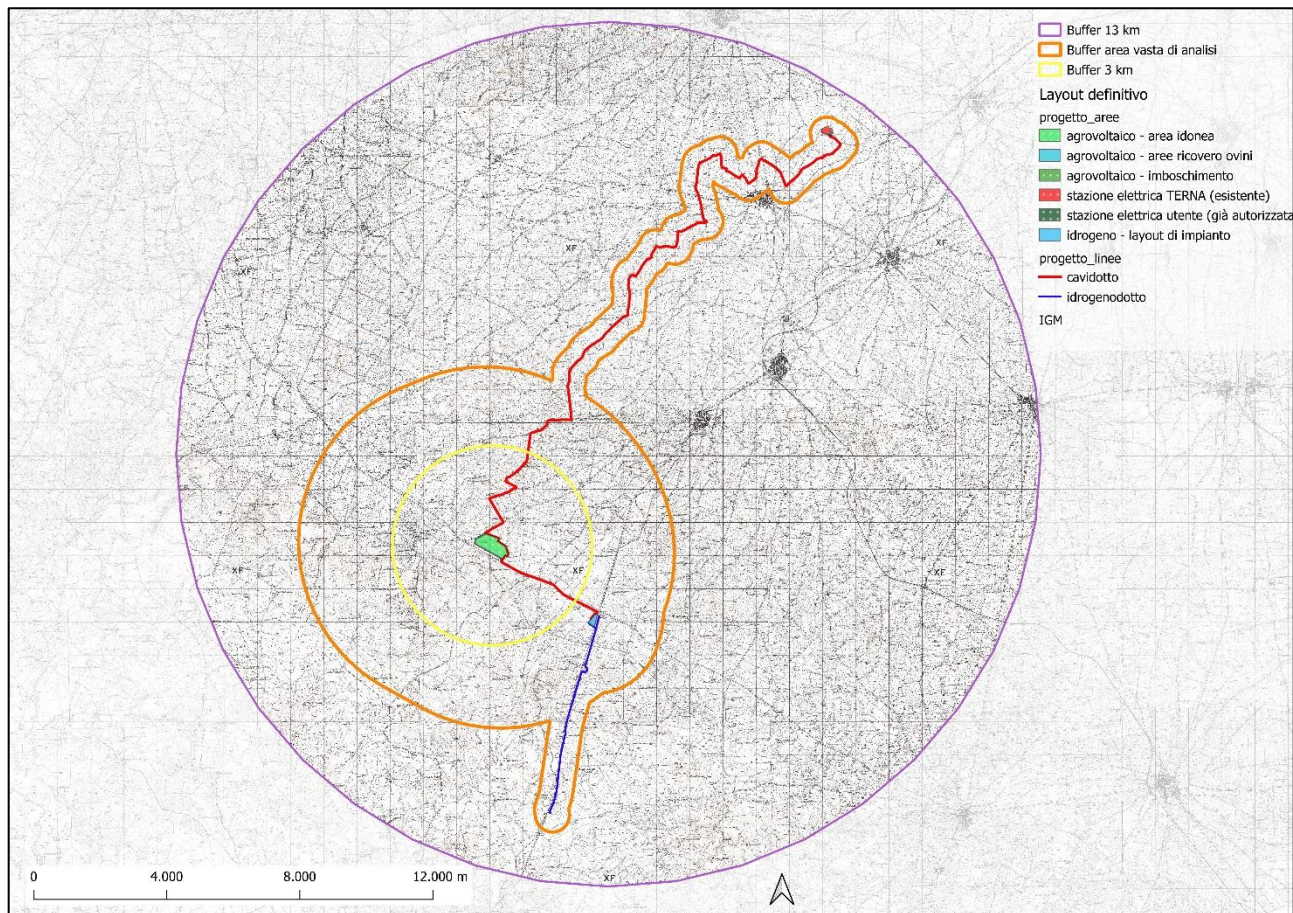 Buffer 13 km
Buffer area vasta di analisi
Buffer 3 km
Layout definitivo
progetto_aree
agrovoltaico - area idonea
agrovoltaico - aree ricovero ovini
agrovoltaico - imboschimento
stazione elettrica TERNA (esistente)
stazione elettrica utente (già autorizzata
idrogeno - layout di impianto
progetto_linee
cavidotto
idrogenodotto
IGM
XF
XF
XF
XF
XF
XF
XF
XF
0 4.000 8.000 12.000 m